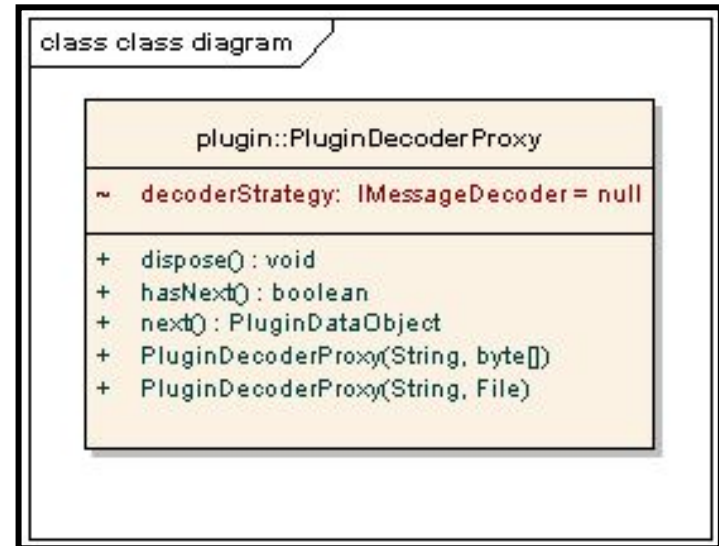 class class diagram
plugin::PluginDecoderProxy
~ decoderStrategy: IMessageDecoder = null
+ dispose() : void
+ hasNext() : boolean
+ next() : PluginDataObject
+ PluginDecoderProxy(String, byte[])
+ PluginDecoderProxy(String, File)